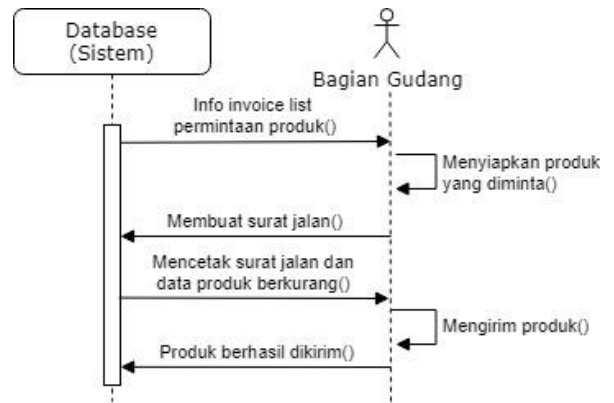 Database
(Sistem)
Bagian Gudang
Info invoice list
permintaan produk()
Menyiapkan produk
yang diminta()
Membuat surat jalan()
Mencetak surat jalan dan
data produk berkurang()
Mengirim produk()
Produk berhasil dikirim()